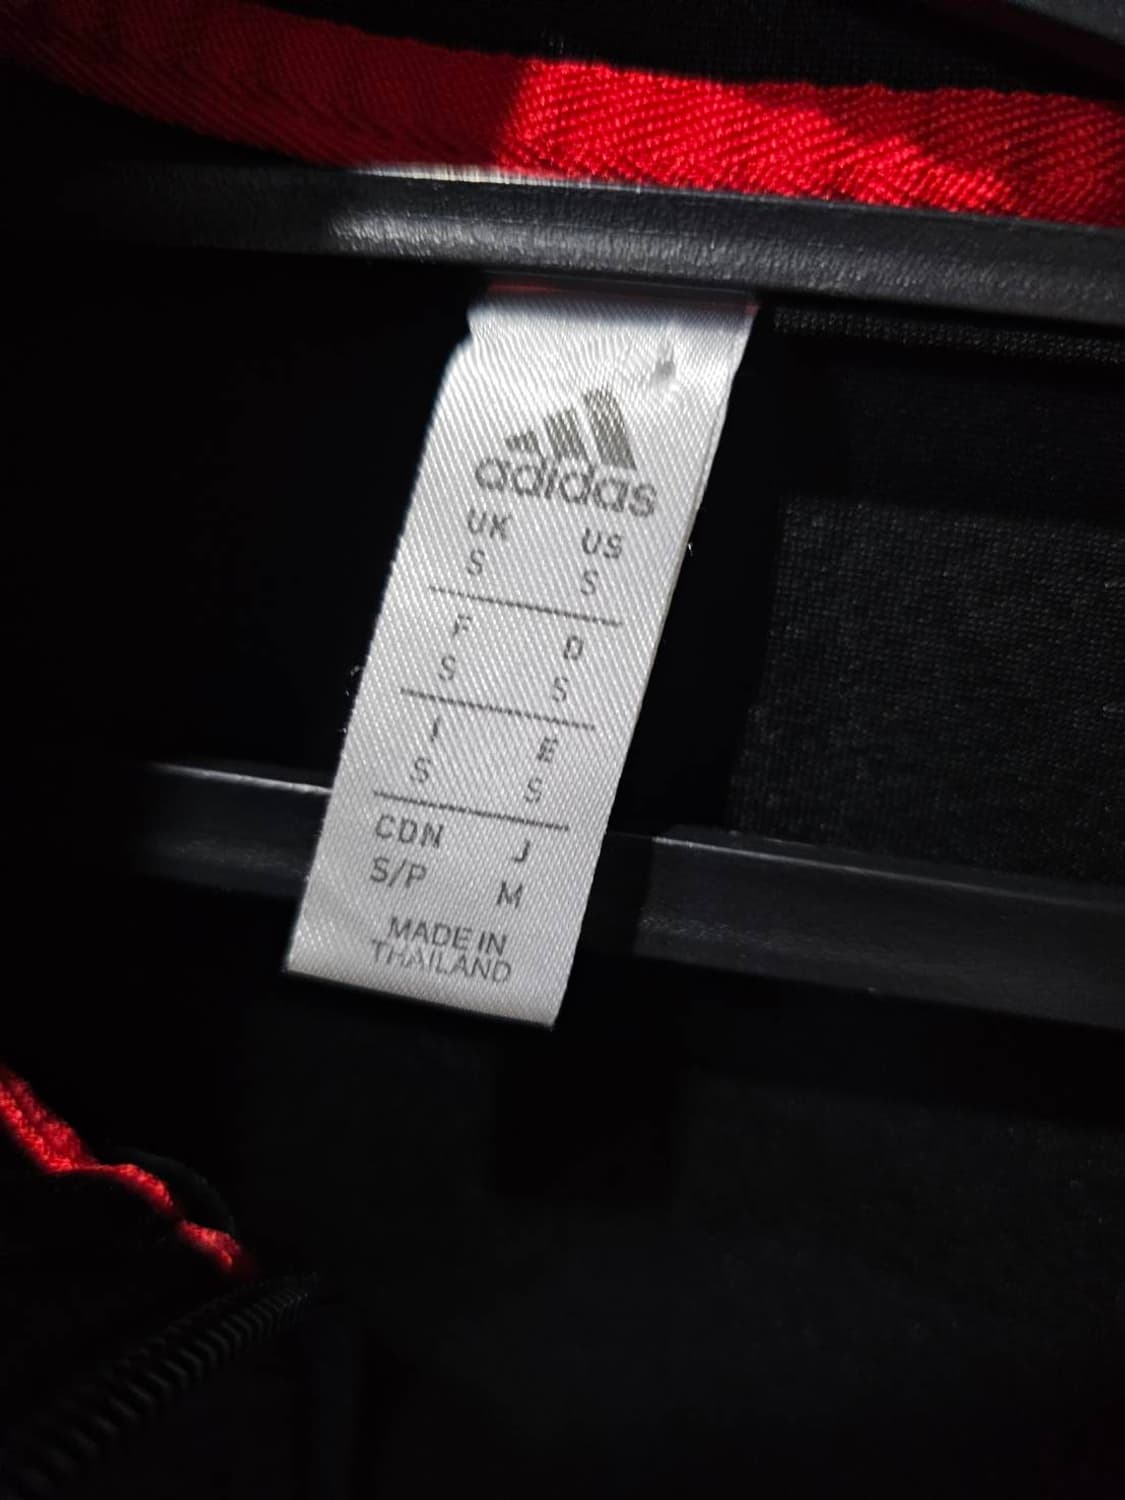 adidas
UK US
S S
F D
S S
I E
S S
CDN J
S/P M
MADE IN
THAILAND